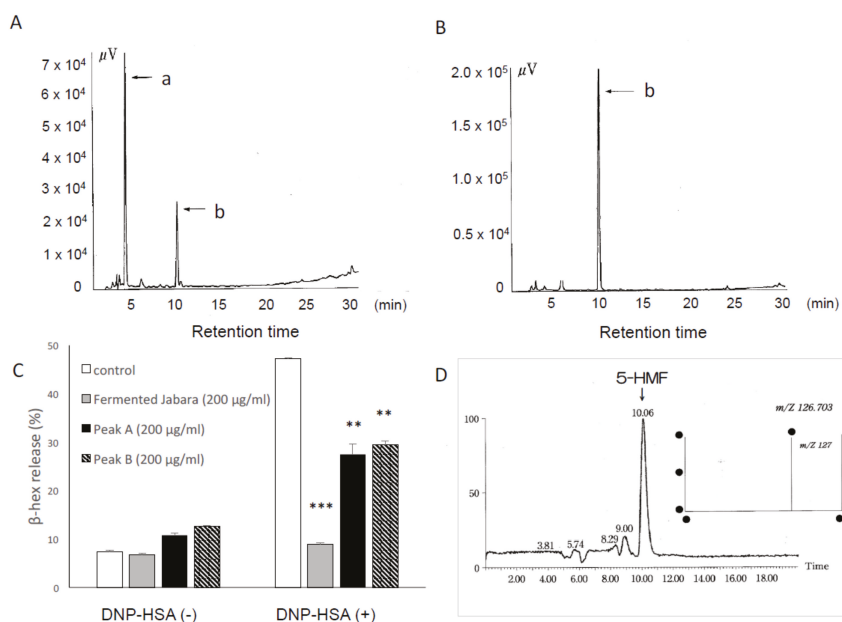 A
μV
7 x 10⁴
6 x 10⁴
5 x 10⁴
4 x 10⁴
3 x 10⁴
2 x 10⁴
1 x 10⁴
0
a
b
5
10
15
20
25
30
(min)
Retention time
B
μV
2.0 x 10⁵
1.5 x 10⁵
1.0 x 10⁵
0.5 x 10⁴
0
b
5
10
15
20
25
30
(min)
Retention time
C
β-hex release (%)
50
40
30
20
10
0
control
Fermented Jabara (200 μg/ml)
Peak A (200 μg/ml)
Peak B (200 μg/ml)
***
**
**
DNP-HSA (-)
DNP-HSA (+)
D
5-HMF
10.06
m/Z 126.703
m/Z 127
100
50
0
3.81
5.74
8.29
9.00
2.00
4.00
6.00
8.00
10.00
12.00
14.00
16.00
18.00
Time